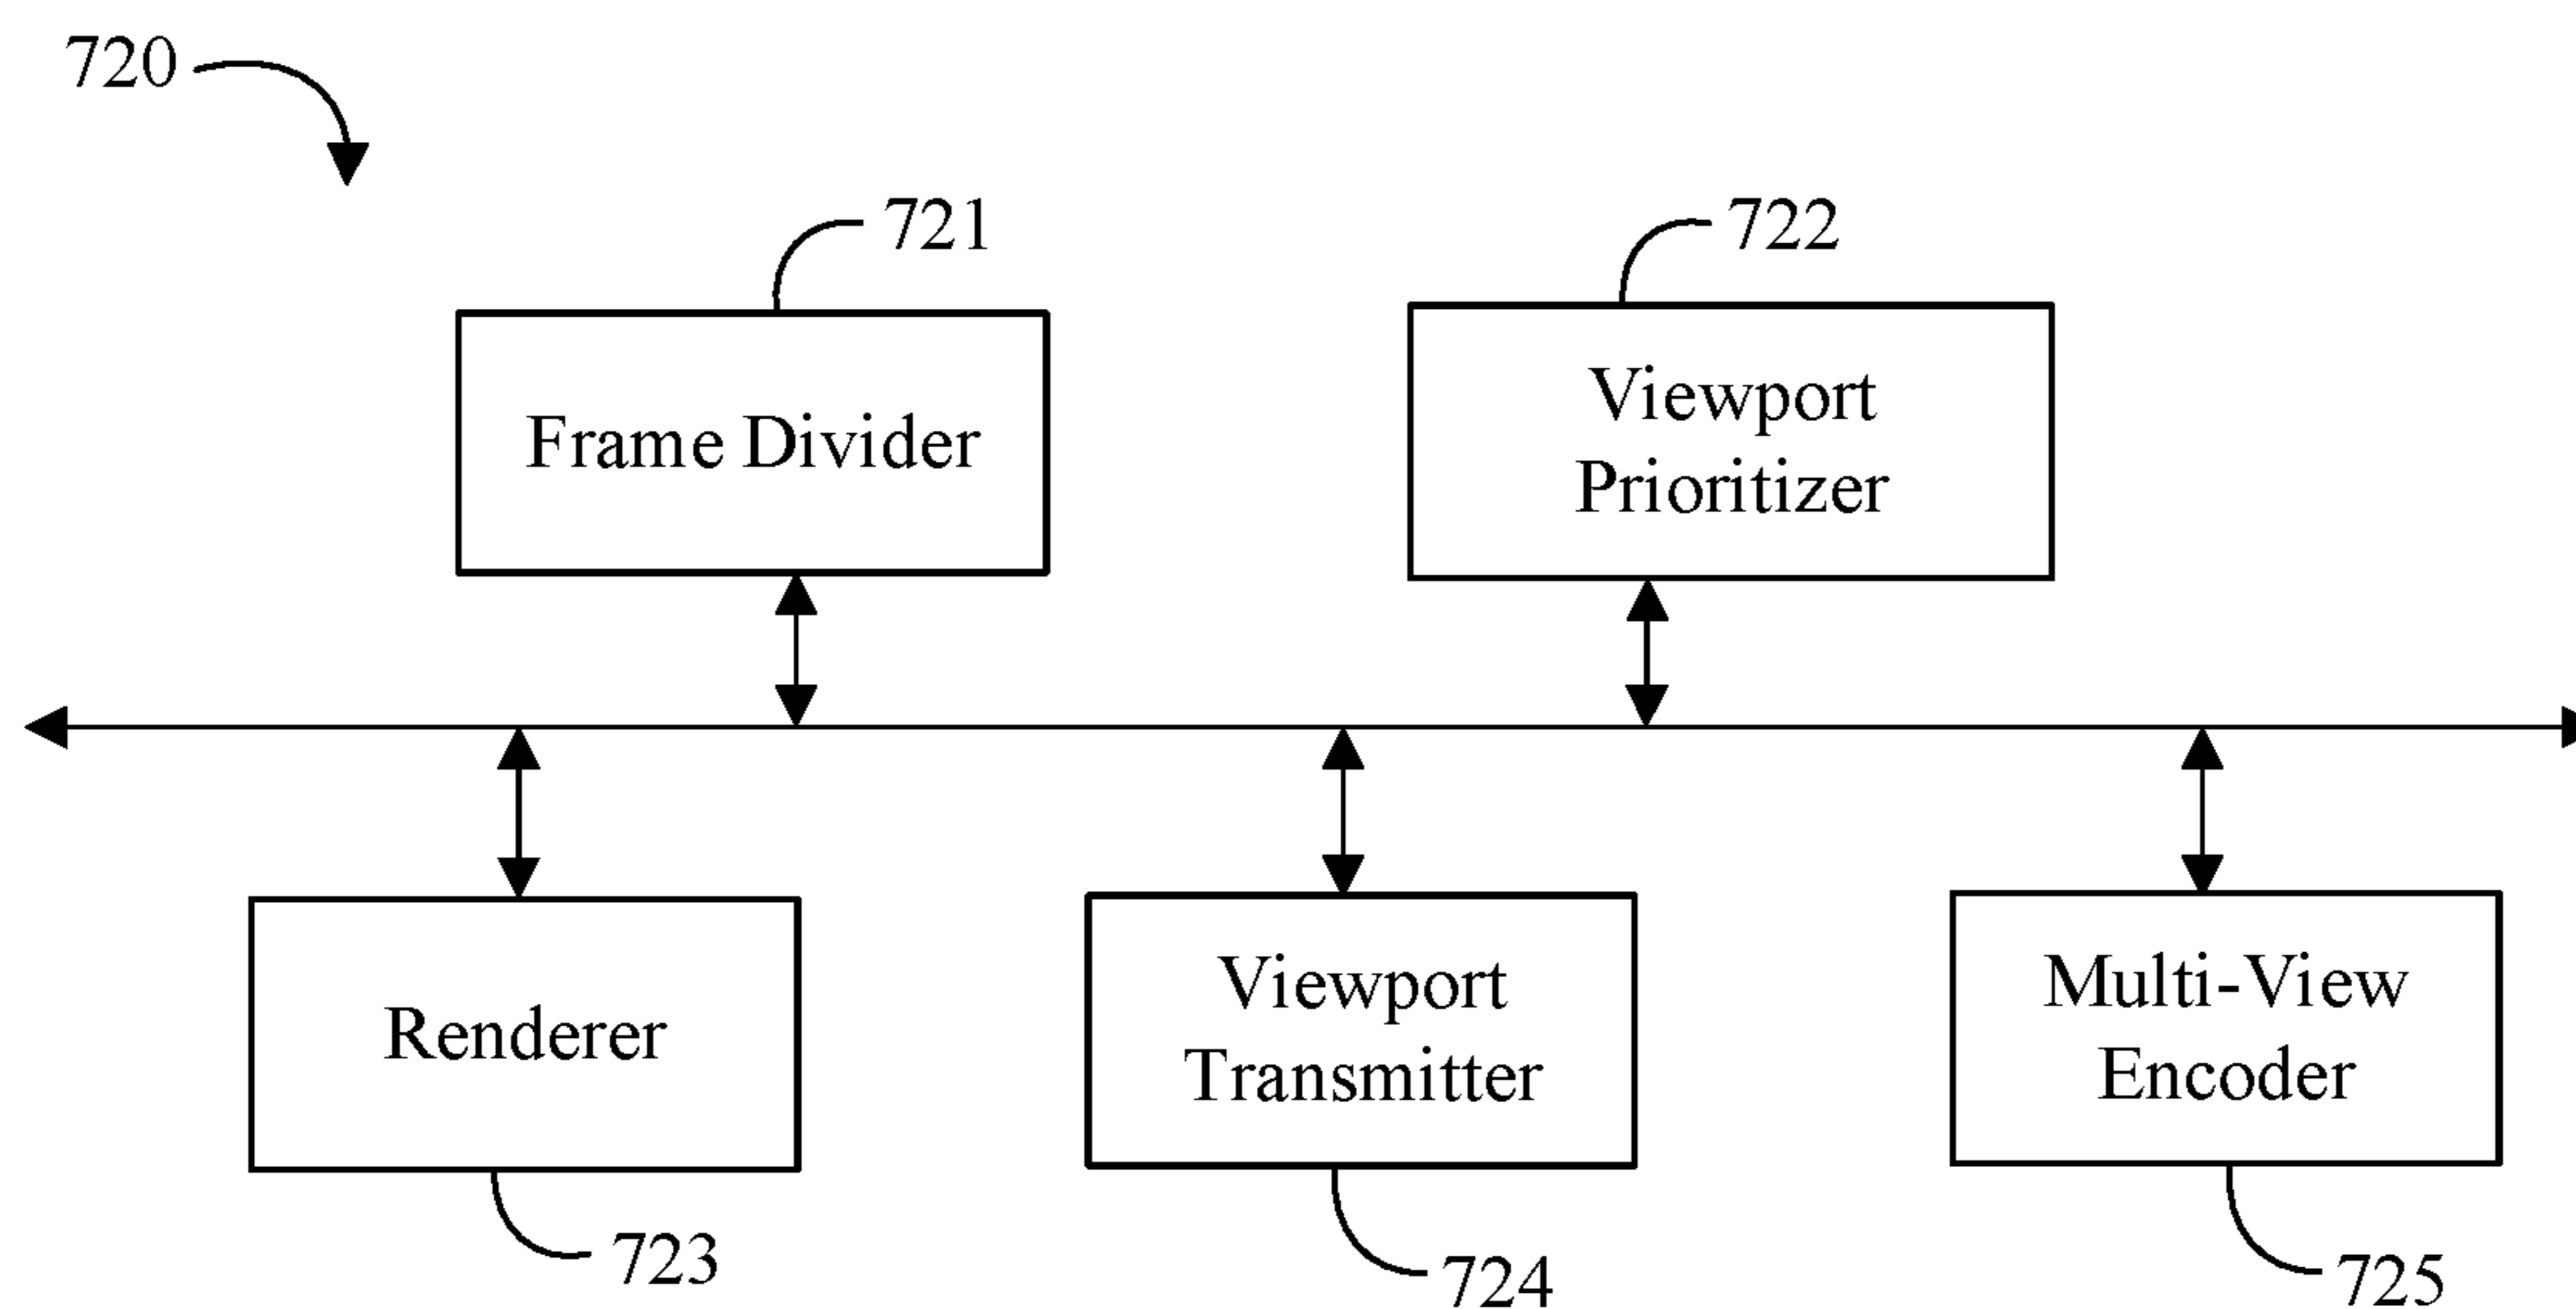 720
721
722
Frame Divider
Viewport
Prioritizer
Renderer
Viewport
Transmitter
Multi-View
Encoder
723
724
725